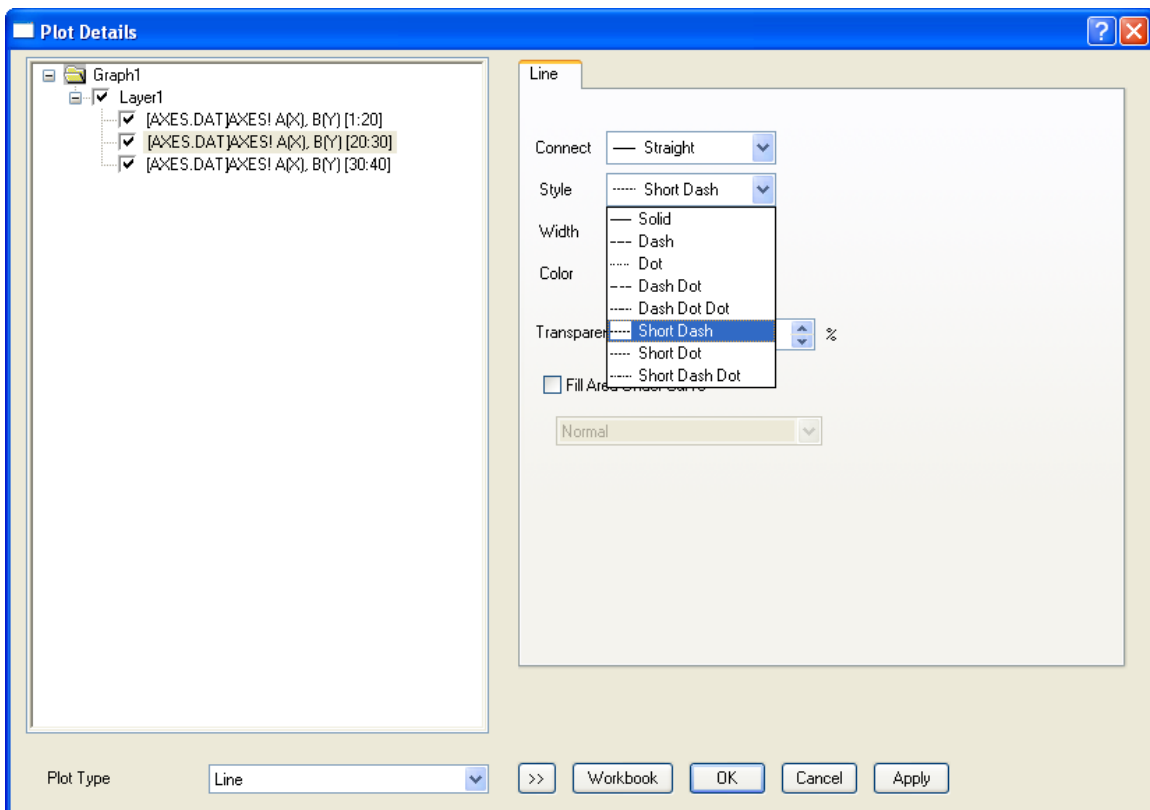 Plot Details
Graph1
Layer1
[AXES.DAT]AXES! A(X), B(Y) [1:20]
[AXES.DAT]AXES! A(X), B(Y) [20:30]
[AXES.DAT]AXES! A(X), B(Y) [30:40]
Line
Connect
Straight
Style
Short Dash
Width
Color
Solid
Dash
Dot
Dash Dot
Dash Dot Dot
Short Dash
Short Dot
Short Dash Dot
Transparen
%
Fill Area
Normal
Plot Type
Line
>>
Workbook
OK
Cancel
Apply